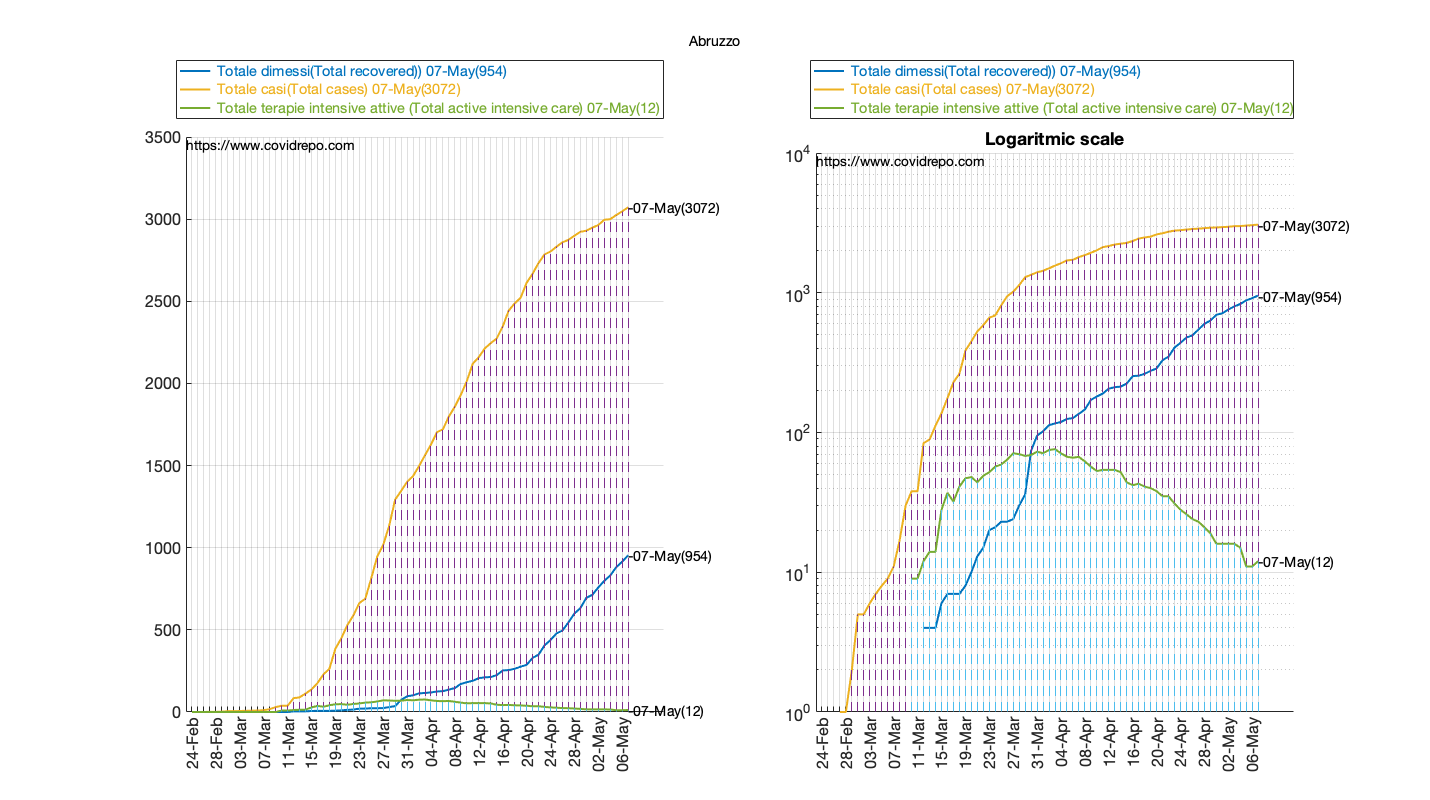 Abruzzo
Totale dimessi(Total recovered)) 07-May(954)
Totale casi(Total cases) 07-May(3072)
Totale terapie intensive attive (Total active intensive care) 07-May(12)
https://www.covidrepo.com
3500
3000
2500
2000
1500
1000
500
0
07-May(3072)
07-May(954)
07-May(12)
24-Feb
28-Feb
03-Mar
07-Mar
11-Mar
15-Mar
19-Mar
23-Mar
27-Mar
31-Mar
04-Apr
08-Apr
12-Apr
16-Apr
20-Apr
24-Apr
28-Apr
02-May
06-May
Totale dimessi(Total recovered)) 07-May(954)
Totale casi(Total cases) 07-May(3072)
Totale terapie intensive attive (Total active intensive care) 07-May(12)
Logaritmic scale
https://www.covidrepo.com
10^4
10^3
10^2
10^1
10^0
07-May(3072)
07-May(954)
07-May(12)
24-Feb
28-Feb
03-Mar
07-Mar
11-Mar
15-Mar
19-Mar
23-Mar
27-Mar
31-Mar
04-Apr
08-Apr
12-Apr
16-Apr
20-Apr
24-Apr
28-Apr
02-May
06-May